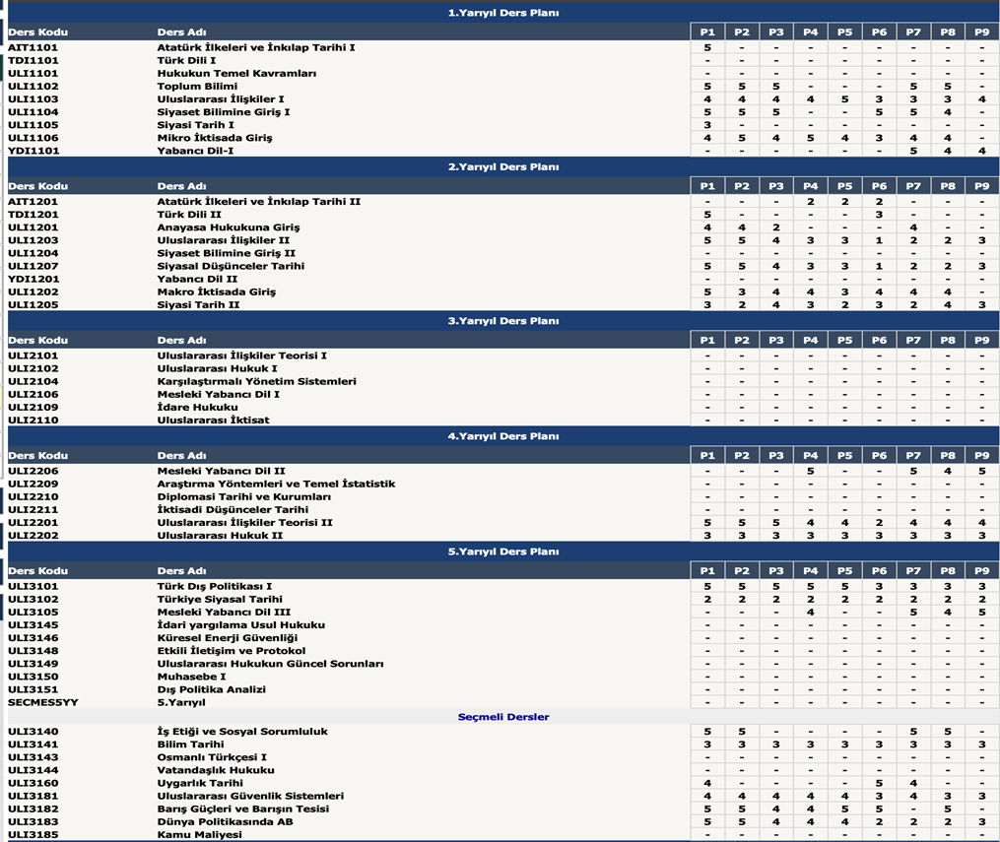 1.Yarıyıl Ders Planı
Ders Kodu Ders Adı P1 P2 P3 P4 P5 P6 P7 P8 P9
AIT1101 Atatürk İlkeleri ve İnkılap Tarihi I 5 - - - - - - - -
TDI1101 Türk Dili I - - - - - - - - -
ULI1101 Hukukun Temel Kavramları - - - - - - - - -
ULI1102 Toplum Bilimi 5 5 5 - - - 5 5 -
ULI1103 Uluslararası İlişkiler I 4 4 4 4 5 3 3 3 4
ULI1104 Siyaset Bilimine Giriş I 5 5 5 - - 5 5 4 -
ULI1105 Siyasi Tarih I 3 - - - - - - - -
ULI1106 Mikro İktisada Giriş 4 5 4 5 4 3 4 4 -
YDI1101 Yabancı Dil-I - - - - - - 5 4 4
2.Yarıyıl Ders Planı
Ders Kodu Ders Adı P1 P2 P3 P4 P5 P6 P7 P8 P9
AIT1201 Atatürk İlkeleri ve İnkılap Tarihi II - - - 2 2 2 - - -
TDI1201 Türk Dili II 5 - - - - 3 - - -
ULI1201 Anayasa Hukukuna Giriş 4 4 2 - - - 4 - -
ULI1203 Uluslararası İlişkiler II 5 5 4 3 3 1 2 2 3
ULI1204 Siyaset Bilimine Giriş II - - - - - - - - -
ULI1207 Siyasal Düşünceler Tarihi 5 5 4 3 3 1 2 2 3
YDI1201 Yabancı Dil II - - - - - - - - -
ULI1202 Makro İktisada Giriş 5 3 4 4 3 4 4 4 -
ULI1205 Siyasi Tarih II 3 2 4 3 2 3 2 4 3
3.Yarıyıl Ders Planı
Ders Kodu Ders Adı P1 P2 P3 P4 P5 P6 P7 P8 P9
ULI2101 Uluslararası İlişkiler Teorisi I - - - - - - - - -
ULI2102 Uluslararası Hukuk I - - - - - - - - -
ULI2104 Karşılaştırmalı Yönetim Sistemleri - - - - - - - - -
ULI2106 Mesleki Yabancı Dil I - - - - - - - - -
ULI2109 İdare Hukuku - - - - - - - - -
ULI2110 Uluslararası İktisat - - - - - - - - -
4.Yarıyıl Ders Planı
Ders Kodu Ders Adı P1 P2 P3 P4 P5 P6 P7 P8 P9
ULI2206 Mesleki Yabancı Dil II - - - 5 - - 5 4 5
ULI2209 Araştırma Yöntemleri ve Temel İstatistik - - - - - - - - -
ULI2210 Diplomasi Tarihi ve Kurumları - - - - - - - - -
ULI2211 İktisadi Düşünceler Tarihi - - - - - - - - -
ULI2201 Uluslararası İlişkiler Teorisi II 5 5 5 4 4 2 4 4 4
ULI2202 Uluslararası Hukuk II 3 3 3 3 3 3 3 3 3
5.Yarıyıl Ders Planı
Ders Kodu Ders Adı P1 P2 P3 P4 P5 P6 P7 P8 P9
ULI3101 Türk Dış Politikası I 5 5 5 5 5 3 3 3 3
ULI3102 Türkiye Siyasal Tarihi 2 2 2 2 2 2 2 2 2
ULI3105 Mesleki Yabancı Dil III - - - 4 - - 5 4 5
ULI3145 İdari yargılama Usul Hukuku - - - - - - - - -
ULI3146 Küresel Enerji Güvenliği - - - - - - - - -
ULI3148 Etkili İletişim ve Protokol - - - - - - - - -
ULI3149 Uluslararası Hukukun Güncel Sorunları - - - - - - - - -
ULI3150 Muhasebe I - - - - - - - - -
ULI3151 Dış Politika Analizi - - - - - - - - -
SECMES5YY 5.Yarıyıl - - - - - - - - -
Seçmeli Dersler
ULI3140 İş Etiği ve Sosyal Sorumluluk 5 5 - - - - 5 5 -
ULI3141 Bilim Tarihi 3 3 3 3 3 3 3 3 3
ULI3143 Osmanlı Türkçesi I - - - - - - - - -
ULI3144 Vatandaşlık Hukuku - - - - - - - - -
ULI3160 Uygarlık Tarihi 4 - - - - 5 4 - -
ULI3181 Uluslararası Güvenlik Sistemleri 4 4 4 4 4 3 4 3 3
ULI3182 Barış Güçleri ve Barışın Tesisi 5 5 4 4 5 5 - 5 -
ULI3183 Dünya Politikasında AB 5 5 4 4 4 2 2 2 3
ULI3185 Kamu Maliyesi - - - - - - - - -